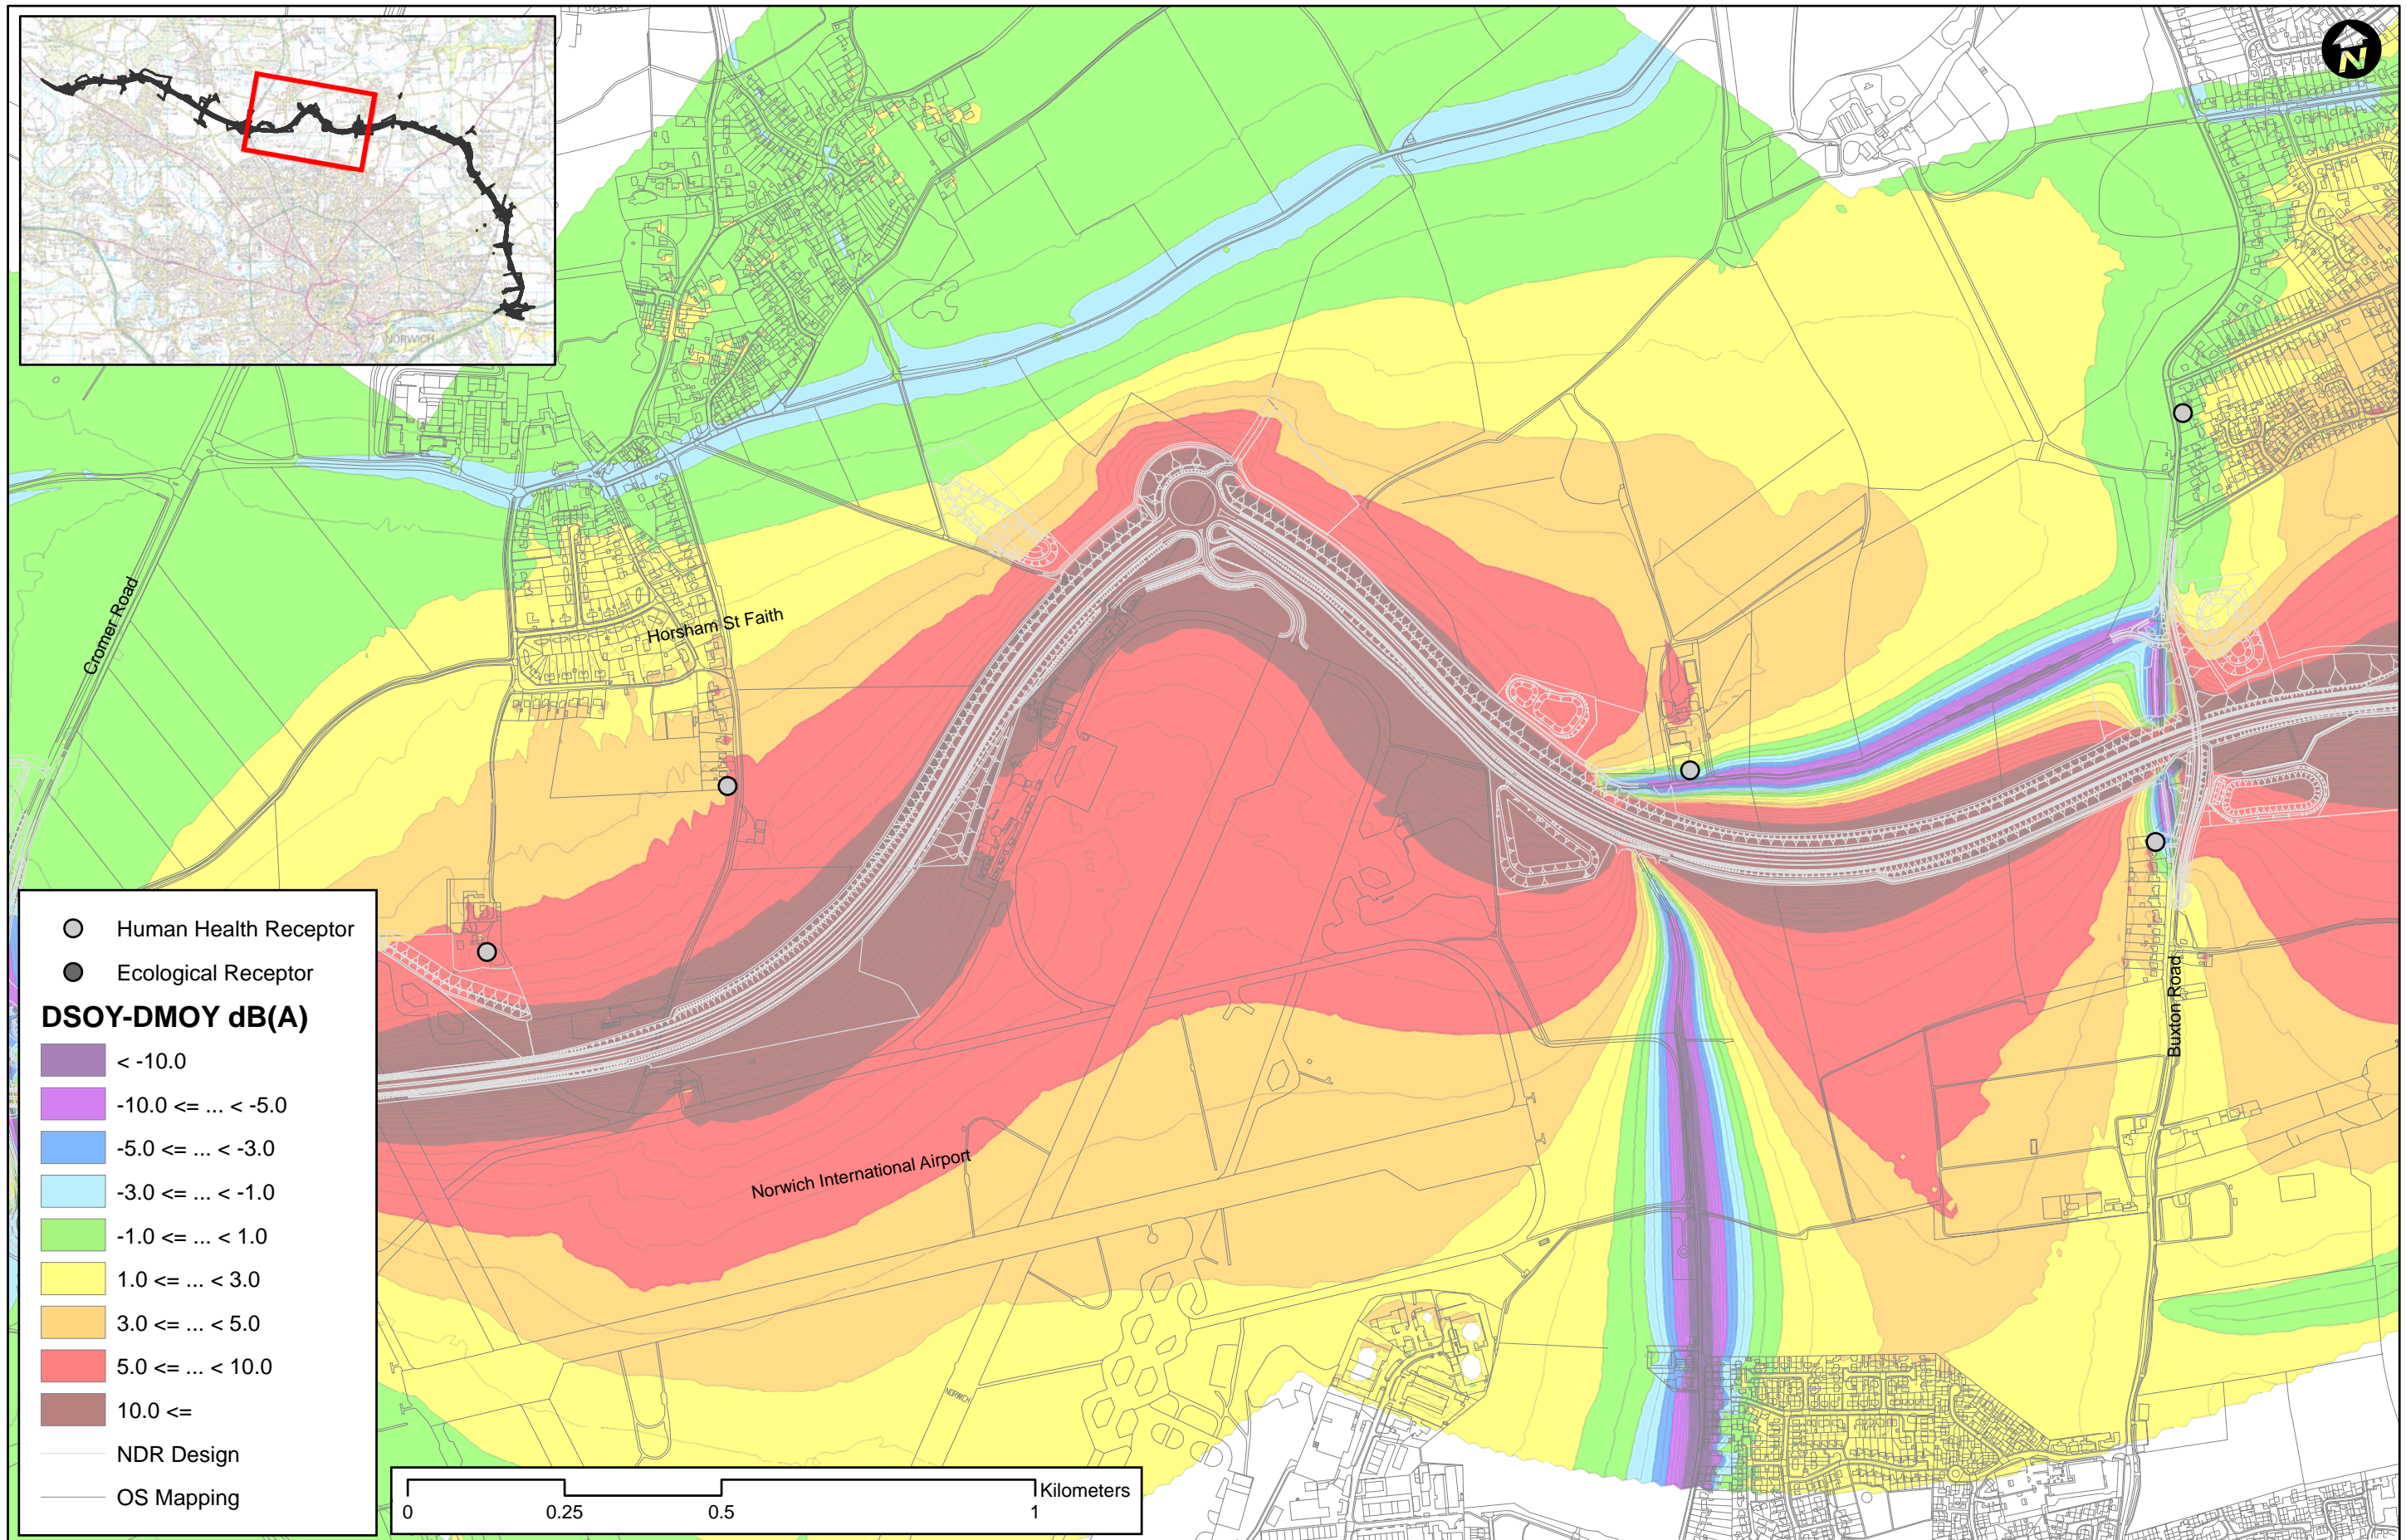 N
NORWICH
Cromer Road
Horsham St Faith
Buxton Road
Norwich International Airport
NORWICH
Human Health Receptor
Ecological Receptor
DSOY-DMOY dB(A)
< -10.0
-10.0 <= ... < -5.0
-5.0 <= ... < -3.0
-3.0 <= ... < -1.0
-1.0 <= ... < 1.0
1.0 <= ... < 3.0
3.0 <= ... < 5.0
5.0 <= ... < 10.0
10.0 <=
NDR Design
OS Mapping
Kilometers
0 0.25 0.5 1